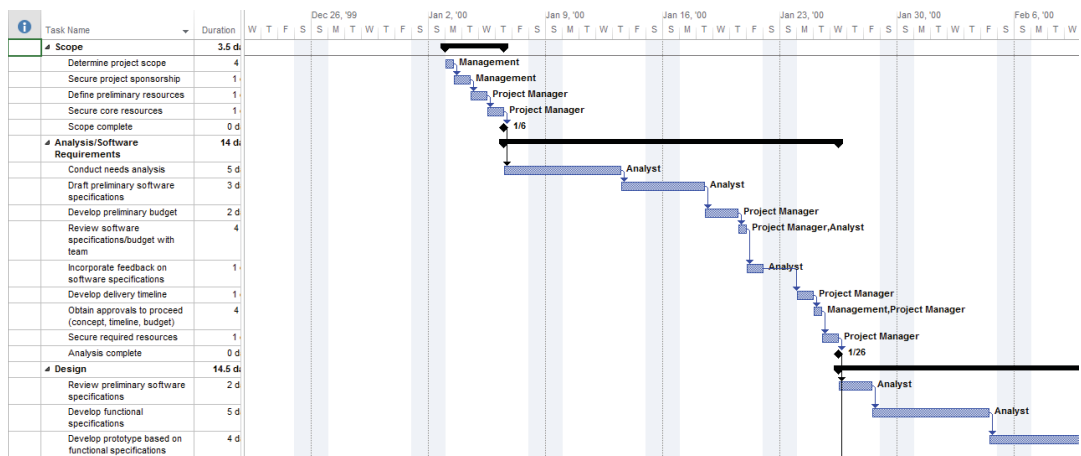 Dec 26, '99 Jan 2, '00 Jan 9, '00 Jan 16, '00 Jan 23, '00 Jan 30, '00 Feb 6, '00
Task Name Duration W T F S S M T W T F S S M T W T F S S M T W T F S S M T W T F S S M T W T F S S M T W T F S S M T W
Scope 3.5 da
Determine project scope 4 Management
Secure project sponsorship 1 Management
Define preliminary resources 1 Project Manager
Secure core resources 1 Project Manager
Scope complete 0 d 1/6
Analysis/Software 14 da
Requirements
Conduct needs analysis 5 d Analyst
Draft preliminary software 3 d Analyst
specifications
Develop preliminary budget 2 d Project Manager
Review software 4 Project Manager,Analyst
specifications/budget with
team
Incorporate feedback on 1 Analyst
software specifications
Develop delivery timeline 1 Project Manager
Obtain approvals to proceed 4 Management,Project Manager
(concept, timeline, budget)
Secure required resources 1 Project Manager
Analysis complete 0 d 1/26
Design 14.5 da
Review preliminary software 2 d Analyst
specifications
Develop functional 5 d Analyst
specifications
Develop prototype based on 4 d
functional specifications